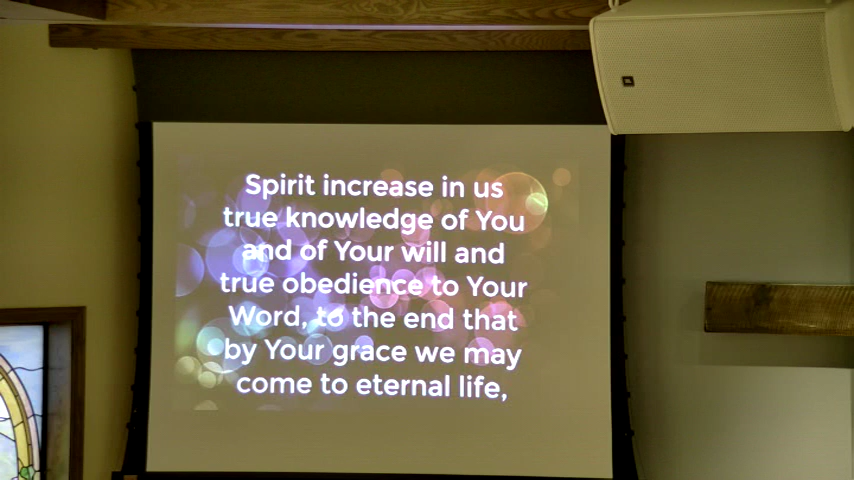 Spirit increase in us
true knowledge of You
and of Your will and
true obedience to Your
Word, to the end that
by Your grace we may
come to eternal life,